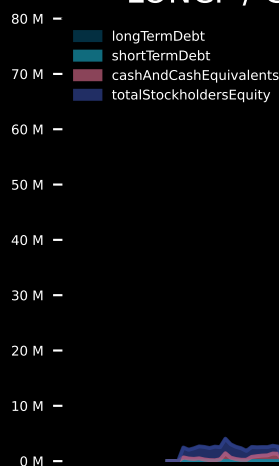 80 M
longTermDebt
shortTermDebt
70 M
cashAndCashEquivalents
totalStockholdersEquity
60 M
50 M
40 M
30 M
20 M
10 M
0 M